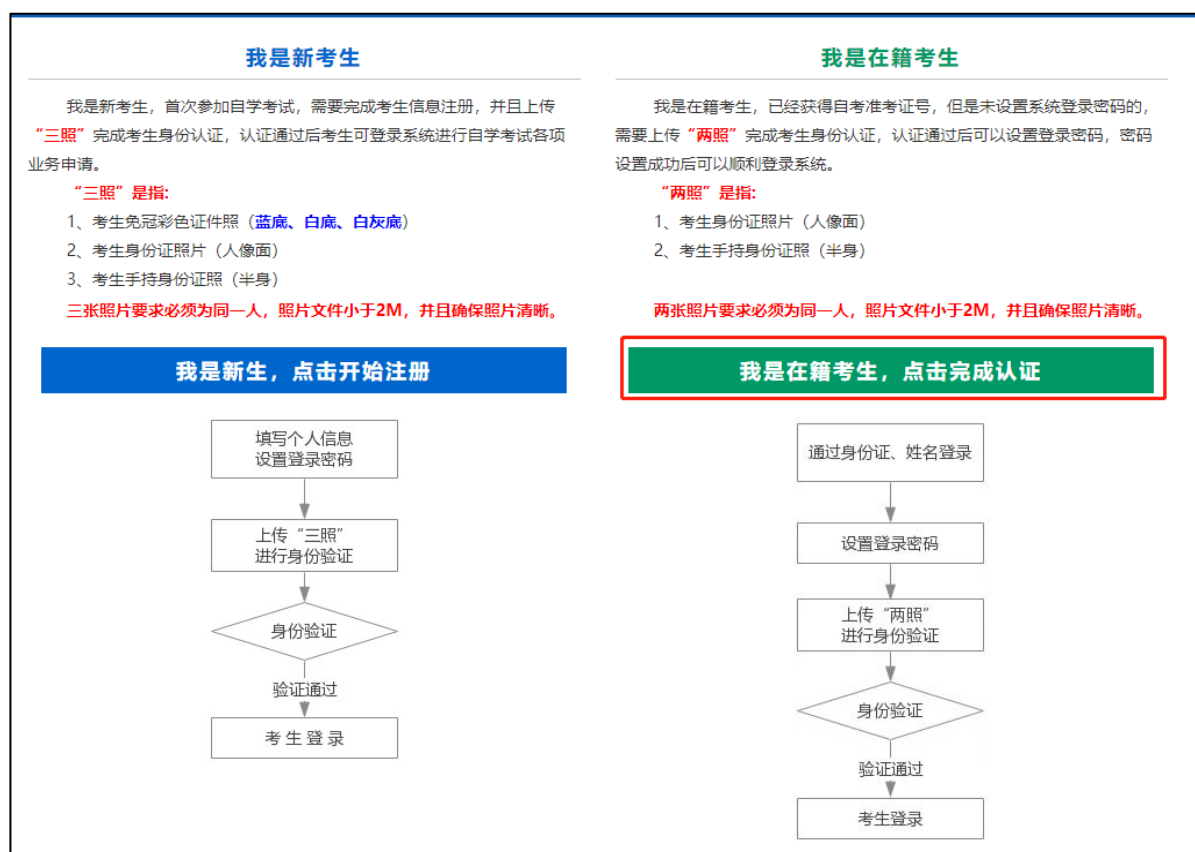 我是新考生
我是新考生，首次参加自学考试，需要完成考生信息注册，并且上传
“三照”完成考生身份认证，认证通过后考生可登录系统进行自学考试各项
业务申请。
“三照”是指:
1、考生免冠彩色证件照（蓝底、白底、白灰底）
2、考生身份证照片（人像面）
3、考生手持身份证照（半身）
三张照片要求必须为同一人，照片文件小于2M，并且确保照片清晰。
我是新生，点击开始注册
填写个人信息
设置登录密码
上传“三照”
进行身份验证
身份验证
验证通过
考 生 登 录
我是在籍考生
我是在籍考生，已经获得自考准考证号，但是未设置系统登录密码的，
需要上传“两照”完成考生身份认证，认证通过后可以设置登录密码，密码
设置成功后可以顺利登录系统。
“两照”是指:
1、考生身份证照片（人像面）
2、考生手持身份证照（半身）
两张照片要求必须为同一人，照片文件小于2M，并且确保照片清晰。
我是在籍考生，点击完成认证
通过身份证、姓名登录
设置登录密码
上传“两照”
进行身份验证
身份验证
验证通过
考生登录